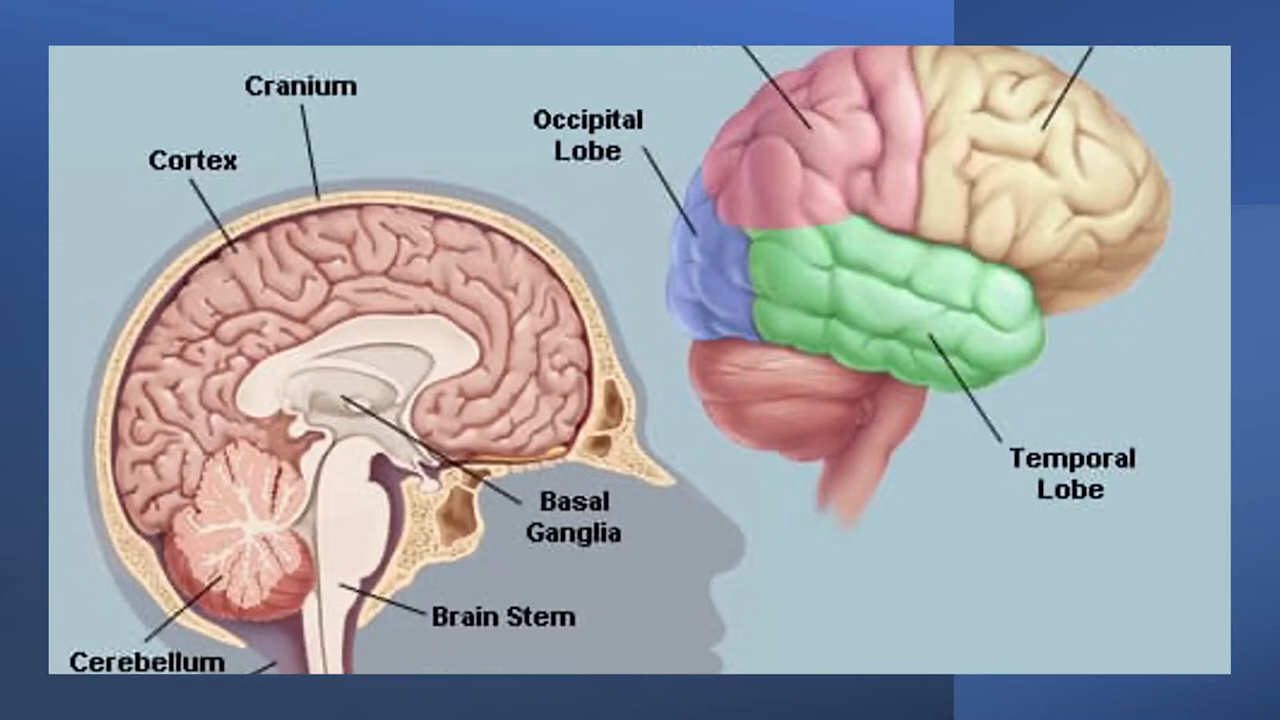 Cranium
Cortex
Occipital
Lobe
Temporal
Lobe
Basal
Ganglia
Brain Stem
Cerebellum